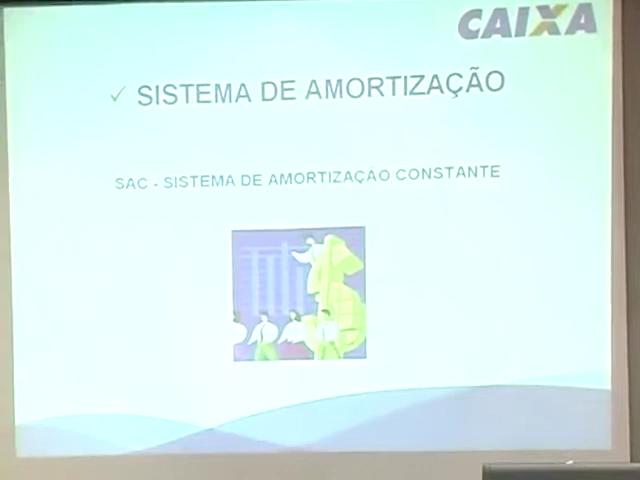 CAIXA
✓ SISTEMA DE AMORTIZAÇÃO
SAC - SISTEMA DE AMORTIZAÇÃO CONSTANTE